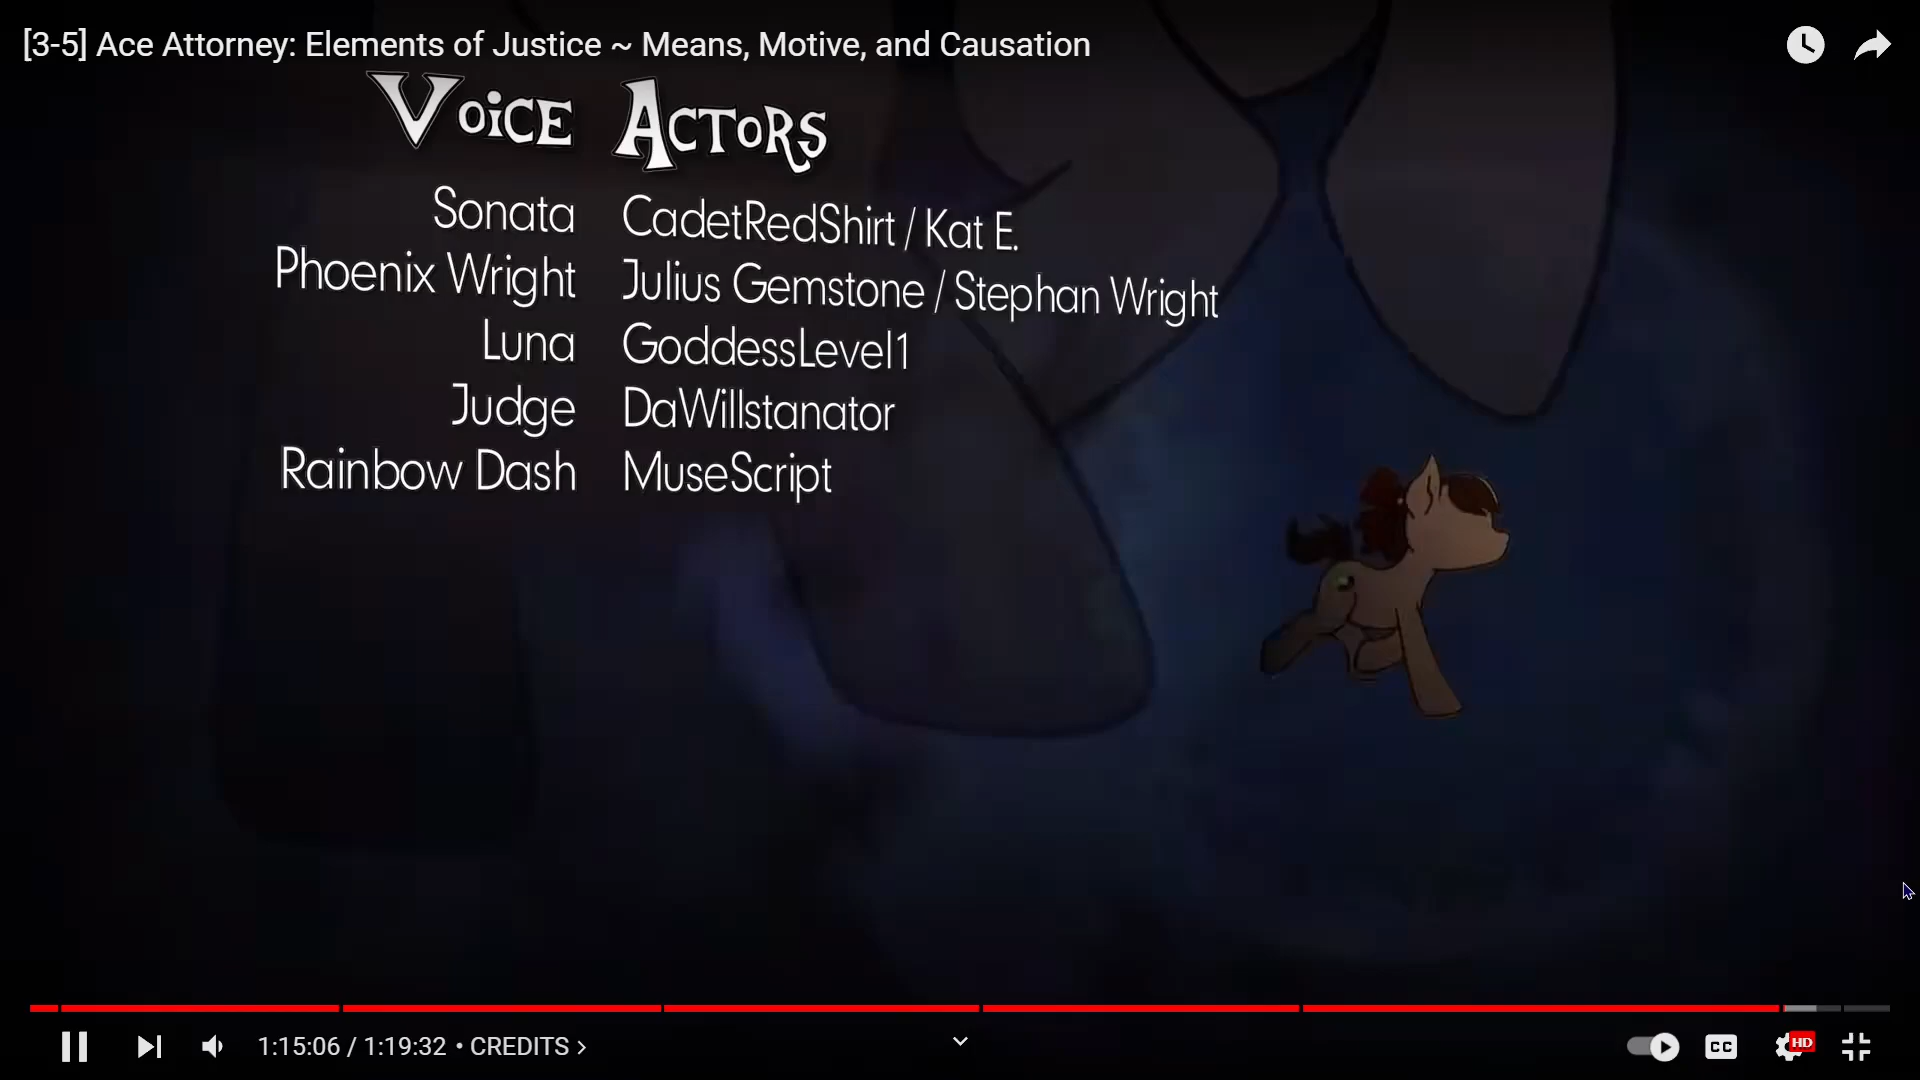 [3-5] Ace Attorney: Elements of Justice ~ Means, Motive, and Causation
Voice Actors
Sonata CadetRedShirt / Kat E.
Phoenix Wright Julius Gemstone / Stephan Wright
Luna GoddessLevel1
Judge DaWillstanator
Rainbow Dash MuseScript
1:15:06 / 1:19:32 • CREDITS >
CC
HD